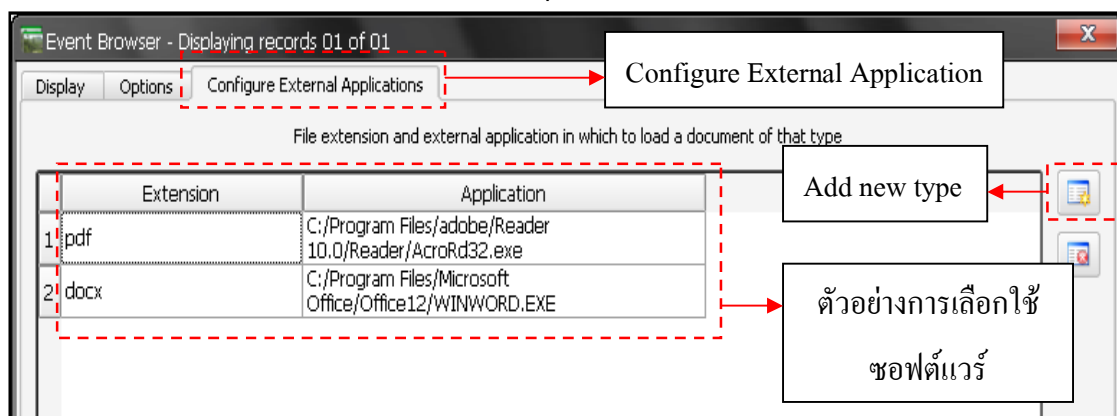 Event Browser - Displaying records 01 of 01
X
Configure External Application
Display Options Configure External Applications
File extension and external application in which to load a document of that type
Add new type
Extension Application
1 pdf C:/Program Files/adobe/Reader
10.0/Reader/AcroRd32.exe
2 docx C:/Program Files/Microsoft
Office/Office12/WINWORD.EXE
ตัวอย่างการเลือกใช้
ซอฟต์แวร์